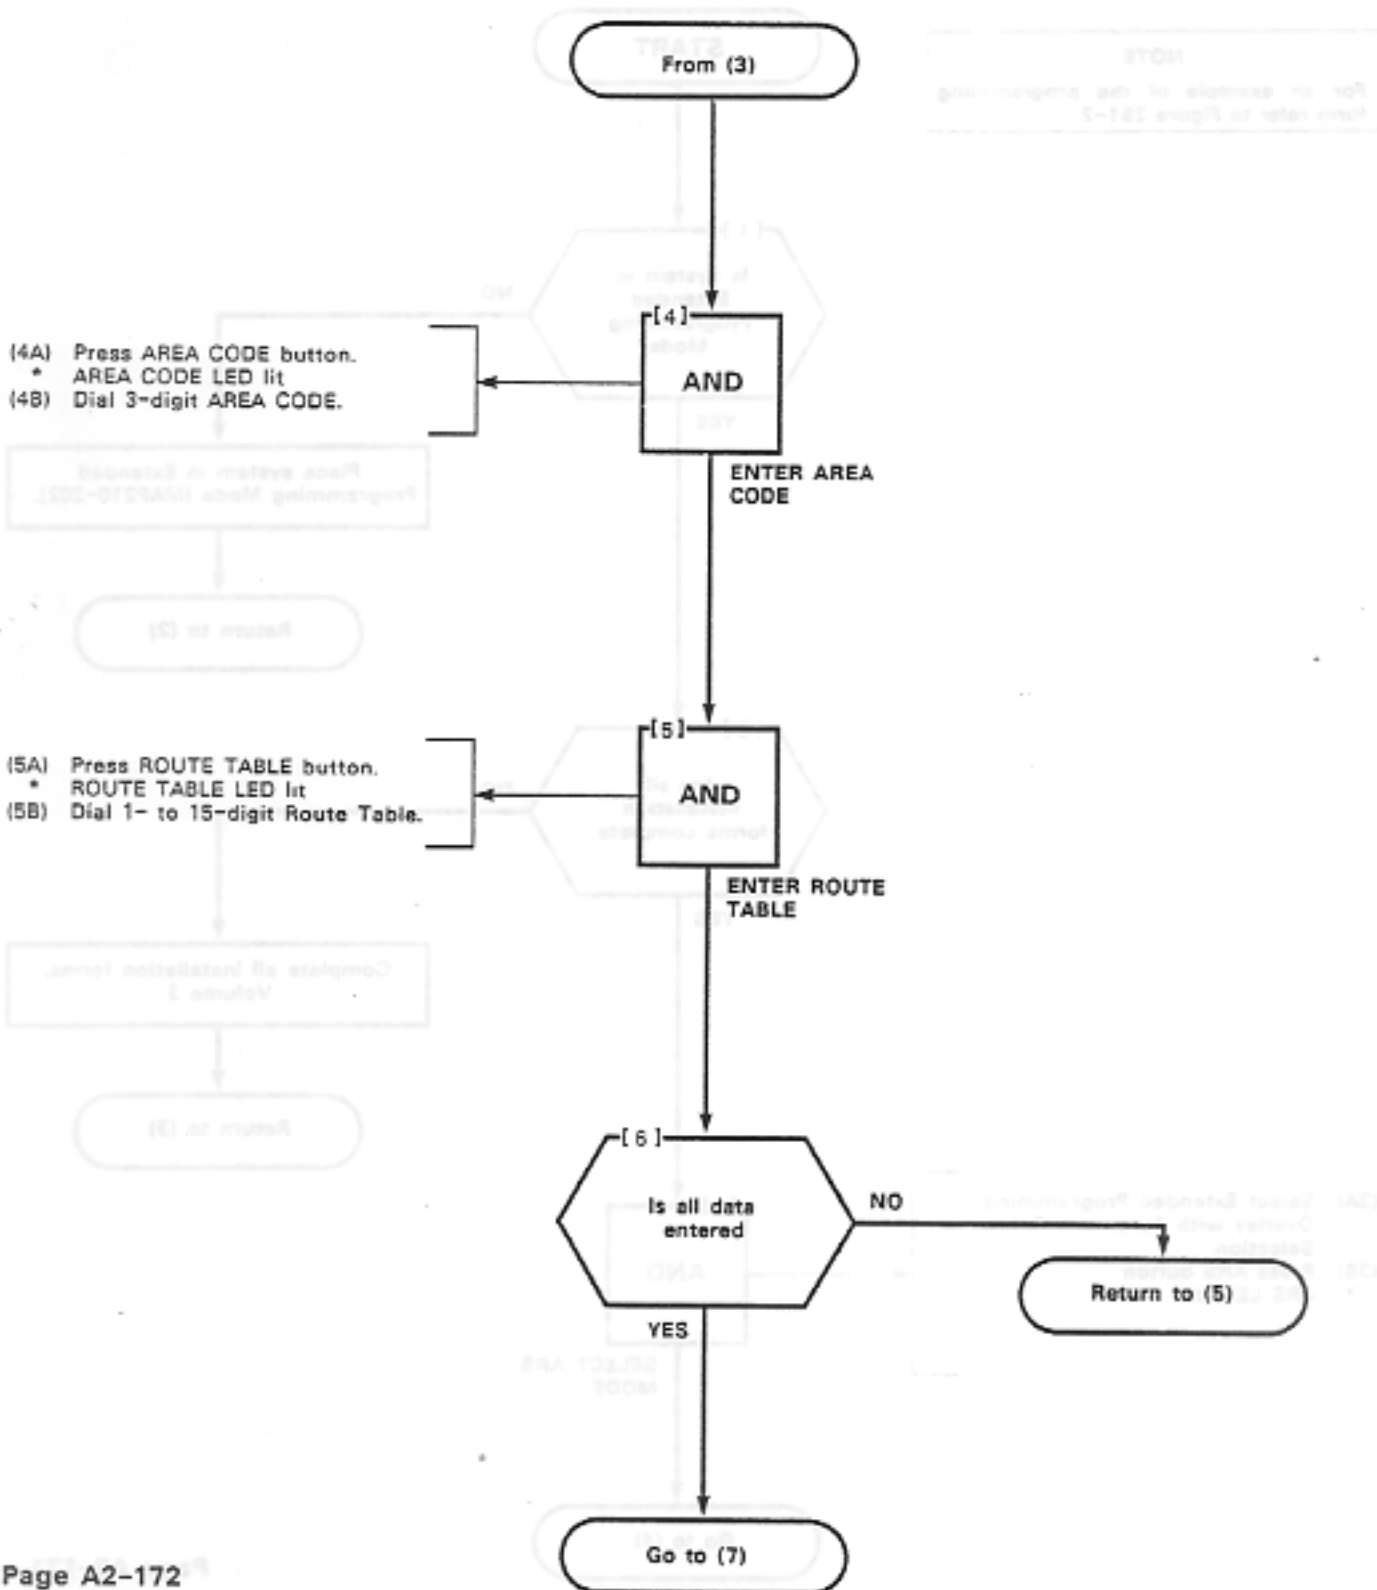 From (3)
[4]
(4A) Press AREA CODE button.
* AREA CODE LED lit
(4B) Dial 3-digit AREA CODE.
AND
ENTER AREA
CODE
[5]
(5A) Press ROUTE TABLE button.
* ROUTE TABLE LED lit
(5B) Dial 1- to 15-digit Route Table.
AND
ENTER ROUTE
TABLE
[6]
Is all data
entered
NO
Return to (5)
YES
Go to (7)
Page A2-172